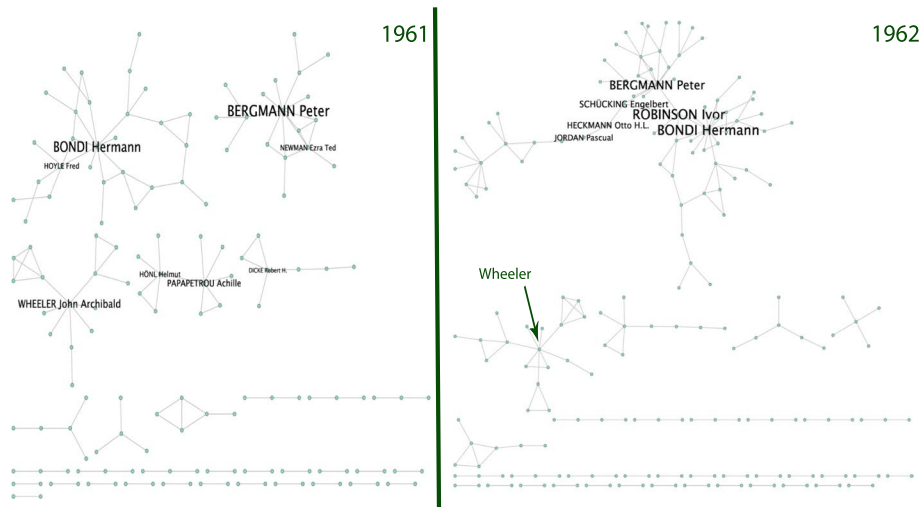 1961
BONDI Hermann
HOYLE Fred
BERGMANN Peter
NEWMAN Ezra Ted
WHEELER John Archibald
HÖNL Helmut
PAPAPETROU Achille
DICKE Robert H.
1962
BERGMANN Peter
SCHÜCKING Engelbert
ROBINSON Ivor
HECKMANN Otto H.L.
BONDI Hermann
JORDAN Pascual
Wheeler